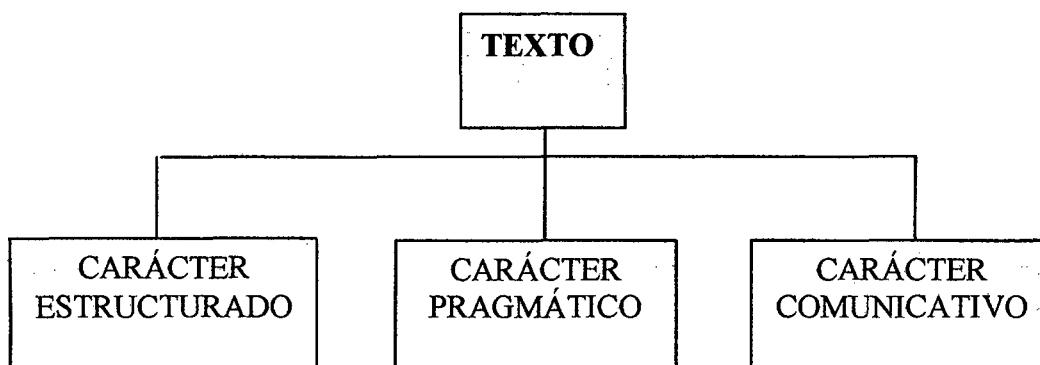 TEXTO
CARÁCTER
ESTRUCTURADO
CARÁCTER
PRAGMÁTICO
CARÁCTER
COMUNICATIVO